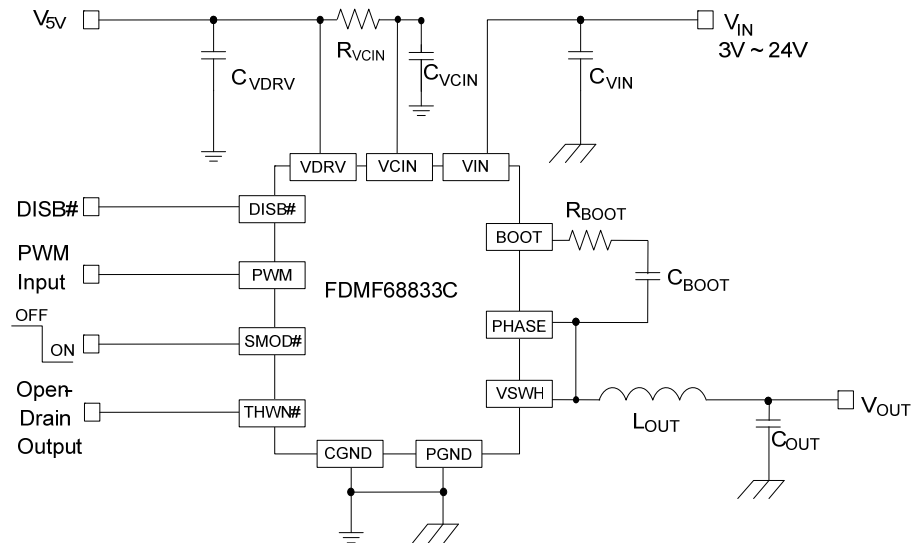 V5V
RVCIN
CVDRV
CVCIN
VIN
3V ~ 24V
CVIN
VDRV
VCIN
VIN
DISB#
DISB#
PWM
Input
PWM
OFF
ON
SMOD#
Open-
Drain
Output
THWN#
FDMF68833C
BOOT
RBOOT
CBOOT
PHASE
VSWH
LOUT
VOUT
COUT
CGND
PGND